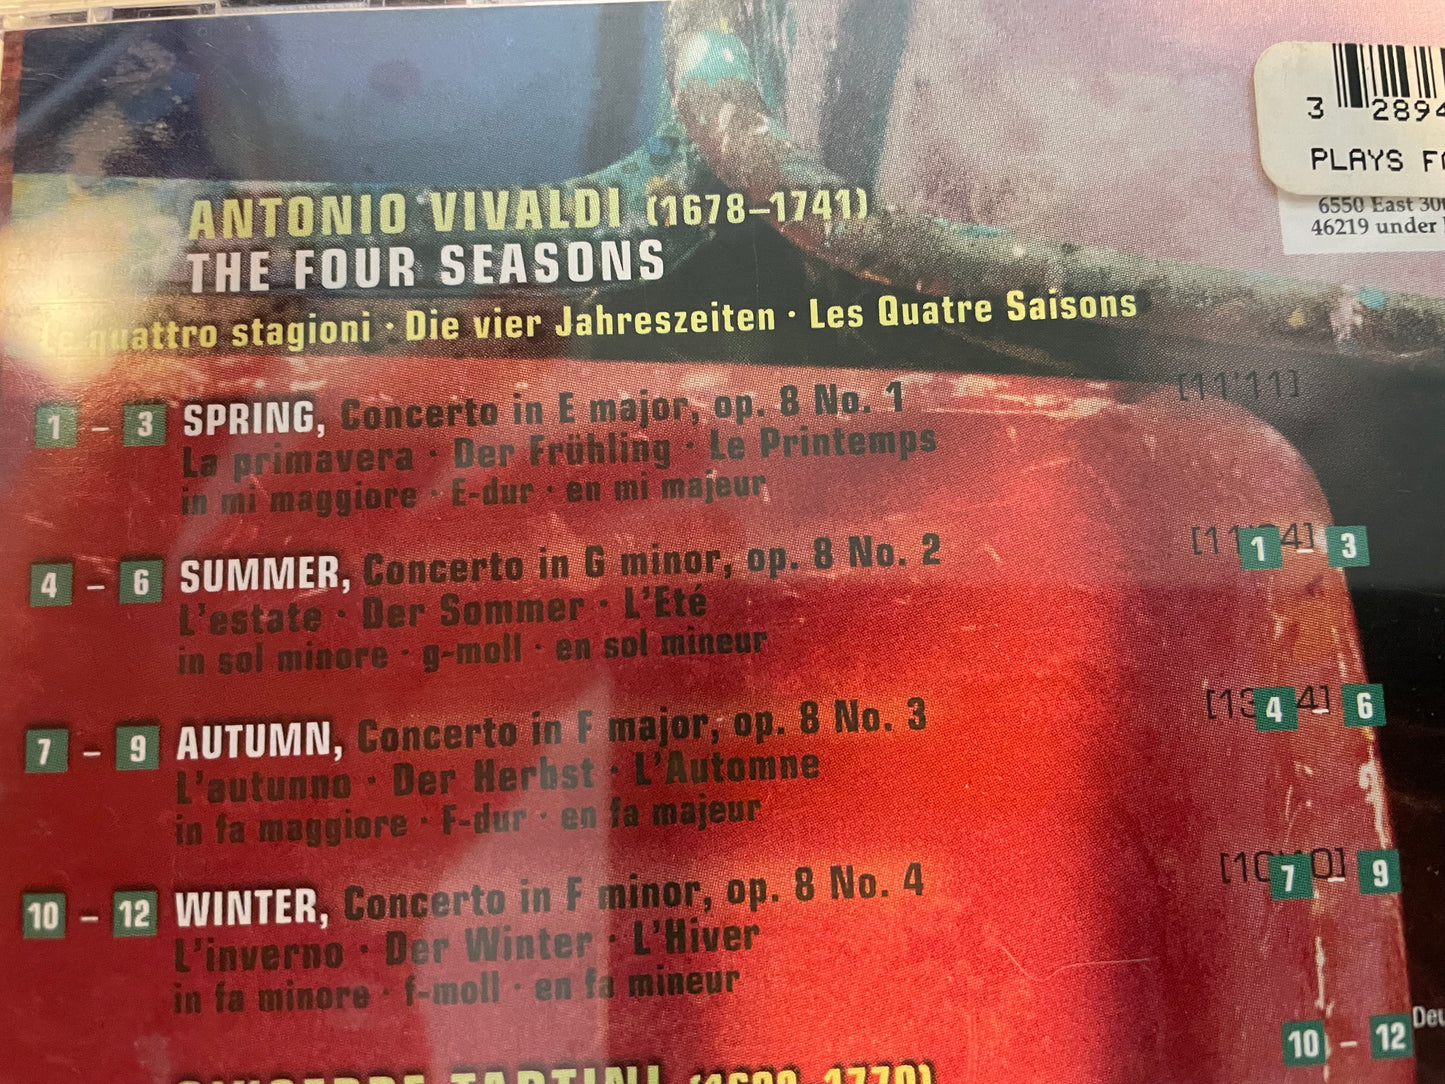 3 2894
PLAYS
6550 East
46219 under
ANTONIO VIVALDI (1678–1741)
THE FOUR SEASONS
Le quattro stagioni · Die vier Jahreszeiten · Les Quatre Saisons
1 – 3 SPRING, Concerto in E major, op. 8 No. 1 [11'11]
La primavera · Der Frühling · Le Printemps
in mi maggiore · E-dur · en mi majeur
4 – 6 SUMMER, Concerto in G minor, op. 8 No. 2 1 – 3
L'estate · Der Sommer · L'Eté
in sol minore · g-moll · en sol mineur
7 – 9 AUTUMN, Concerto in F major, op. 8 No. 3 4 – 6
L'autunno · Der Herbst · L'Automne
in fa maggiore · F-dur · en fa majeur
10 – 12 WINTER, Concerto in F minor, op. 8 No. 4 7 – 9
L'inverno · Der Winter · L'Hiver
in fa minore · f-moll · en fa mineur
10 – 12
GIUSEPPE TARTINI (1692–1770)